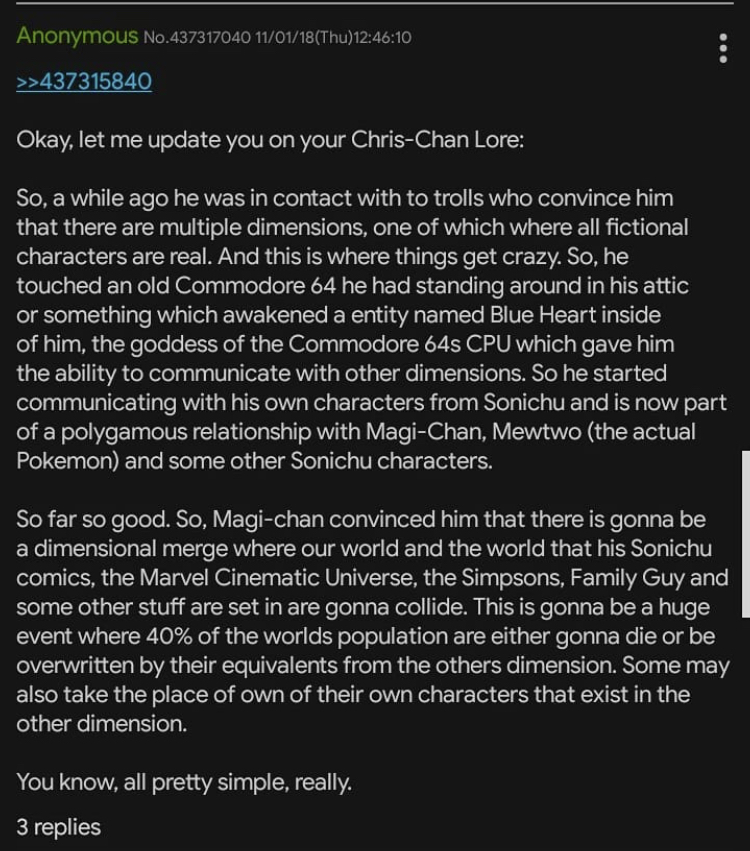 Anonymous No.437317040 11/01/18(Thu)12:46:10
>>437315840
Okay, let me update you on your Chris-Chan Lore:
So, a while ago he was in contact with to trolls who convince him
that there are multiple dimensions, one of which where all fictional
characters are real. And this is where things get crazy. So, he
touched an old Commodore 64 he had standing around in his attic
or something which awakened a entity named Blue Heart inside
of him, the goddess of the Commodore 64s CPU which gave him
the ability to communicate with other dimensions. So he started
communicating with his own characters from Sonichu and is now part
of a polygamous relationship with Magi-Chan, Mewtwo (the actual
Pokemon) and some other Sonichu characters.
So far so good. So, Magi-chan convinced him that there is gonna be
a dimensional merge where our world and the world that his Sonichu
comics, the Marvel Cinematic Universe, the Simpsons, Family Guy and
some other stuff are set in are gonna collide. This is gonna be a huge
event where 40% of the worlds population are either gonna die or be
overwritten by their equivalents from the others dimension. Some may
also take the place of own of their own characters that exist in the
other dimension.
You know, all pretty simple, really.
3 replies